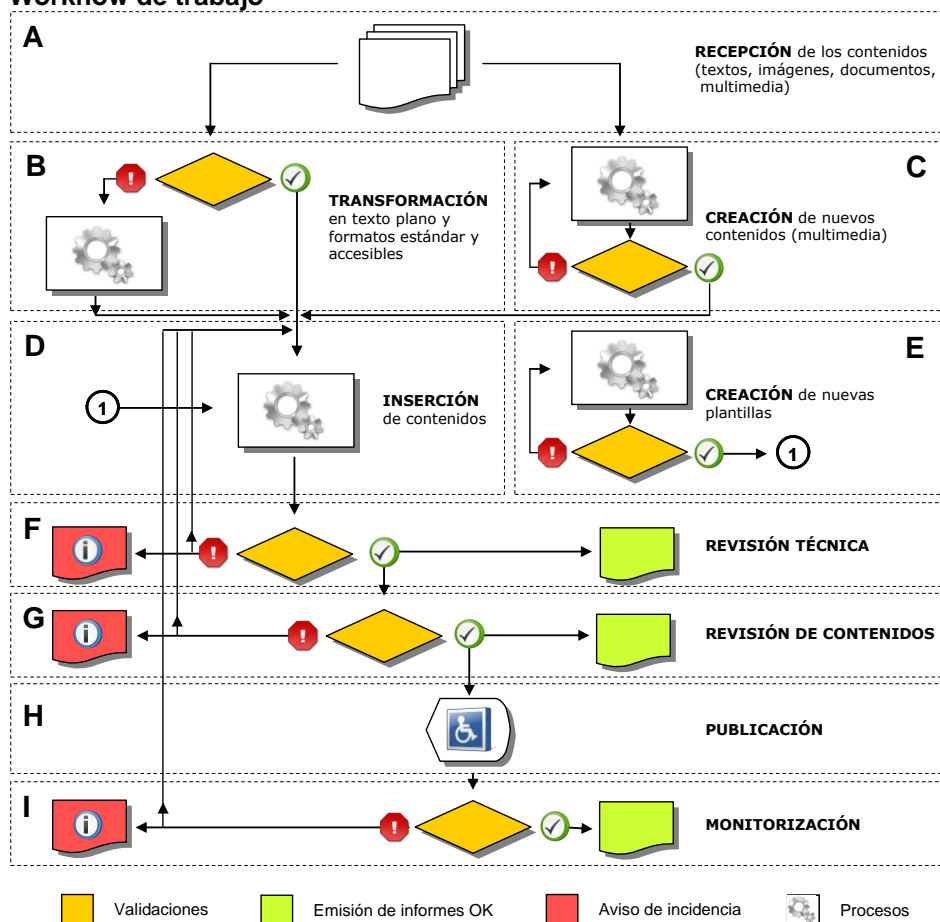 Workflow de trabajo
A
RECEPCIÓN de los contenidos
(textos, imágenes, documentos,
multimedia)
B
TRANSFORMACIÓN
en texto plano y
formatos estándar y
accesibles
C
CREACIÓN de nuevos
contenidos (multimedia)
D
1
INSERCIÓN
de contenidos
E
CREACIÓN de nuevas
plantillas
1
F
REVISIÓN TÉCNICA
G
REVISIÓN DE CONTENIDOS
H
PUBLICACIÓN
I
MONITORIZACIÓN
Validaciones
Emisión de informes OK
Aviso de incidencia
Procesos